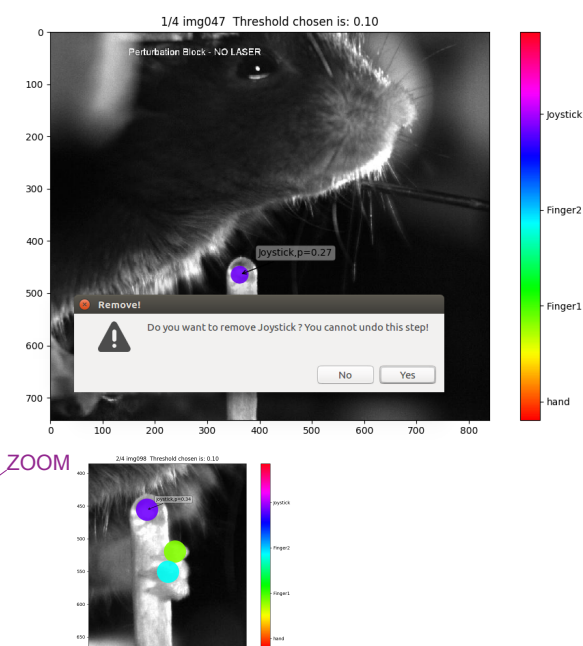 1/4 img047 Threshold chosen is: 0.10
Perturbation Block - NO LASER
0
100
200
300
400
500
600
700
0 100 200 300 400 500 600 700 800
Joystick,p=0.27
Joystick
Finger2
Finger1
hand
Remove!
Do you want to remove Joystick ? You cannot undo this step!
No Yes
ZOOM
2/4 img098 Threshold chosen is: 0.10
400
450
500
550
600
650
Joystick,p=0.34
Joystick
Finger2
Finger1
hand